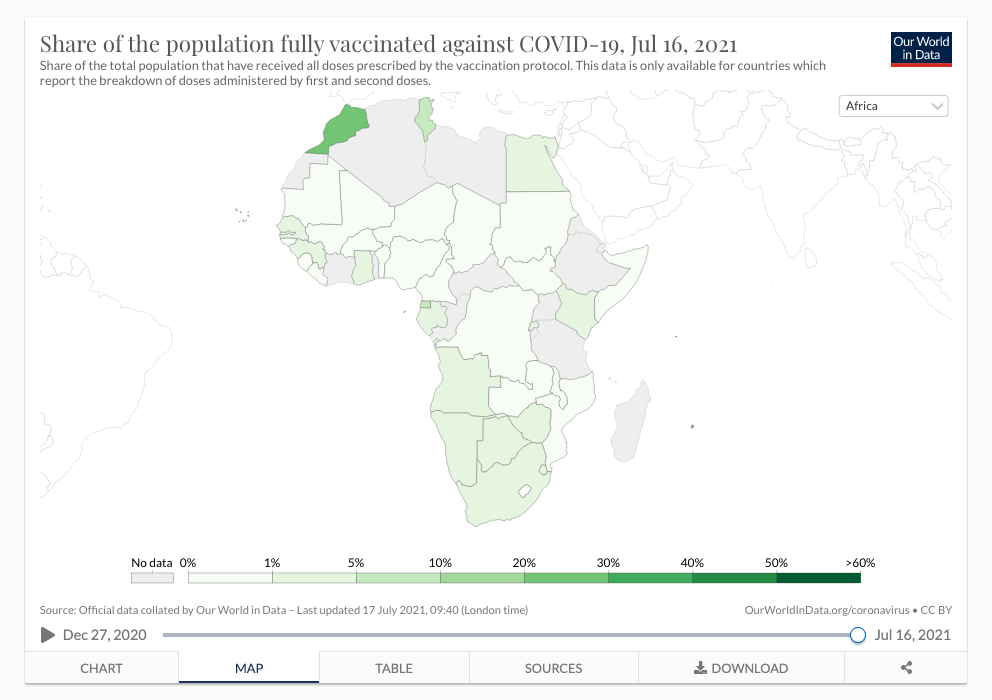 Share of the population fully vaccinated against COVID-19, Jul 16, 2021
Share of the total population that have received all doses prescribed by the vaccination protocol. This data is only available for countries which
report the breakdown of doses administered by first and second doses.
Our World
in Data
Africa
No data 0% 1% 5% 10% 20% 30% 40% 50% >60%
Source: Official data collated by Our World in Data – Last updated 17 July 2021, 09:40 (London time)
OurWorldInData.org/coronavirus • CC BY
Dec 27, 2020
Jul 16, 2021
CHART MAP TABLE SOURCES DOWNLOAD